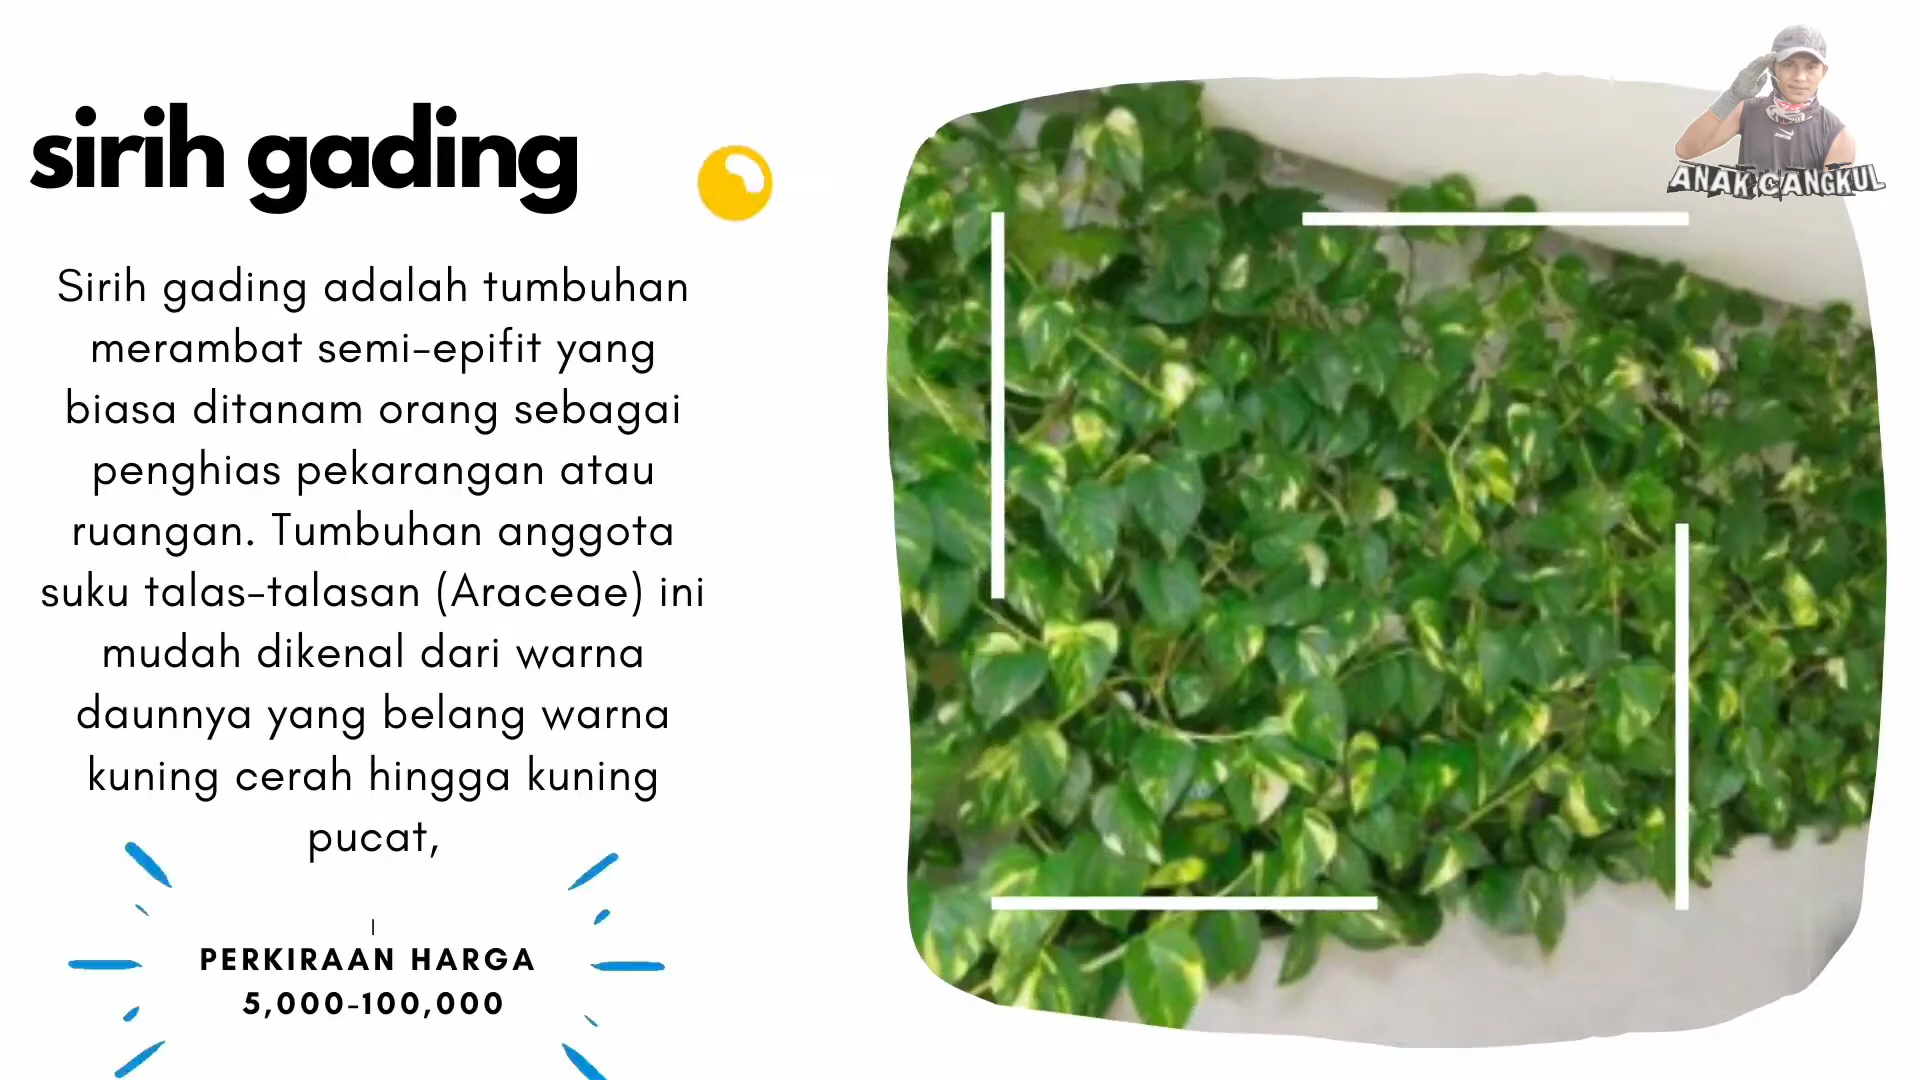 sirih gading
Sirih gading adalah tumbuhan
merambat semi-epifit yang
biasa ditanam orang sebagai
penghias pekarangan atau
ruangan. Tumbuhan anggota
suku talas-talasan (Araceae) ini
mudah dikenal dari warna
daunnya yang belang warna
kuning cerah hingga kuning
pucat,
PERKIRAAN HARGA
5,000-100,000
ANAK CANGKUL